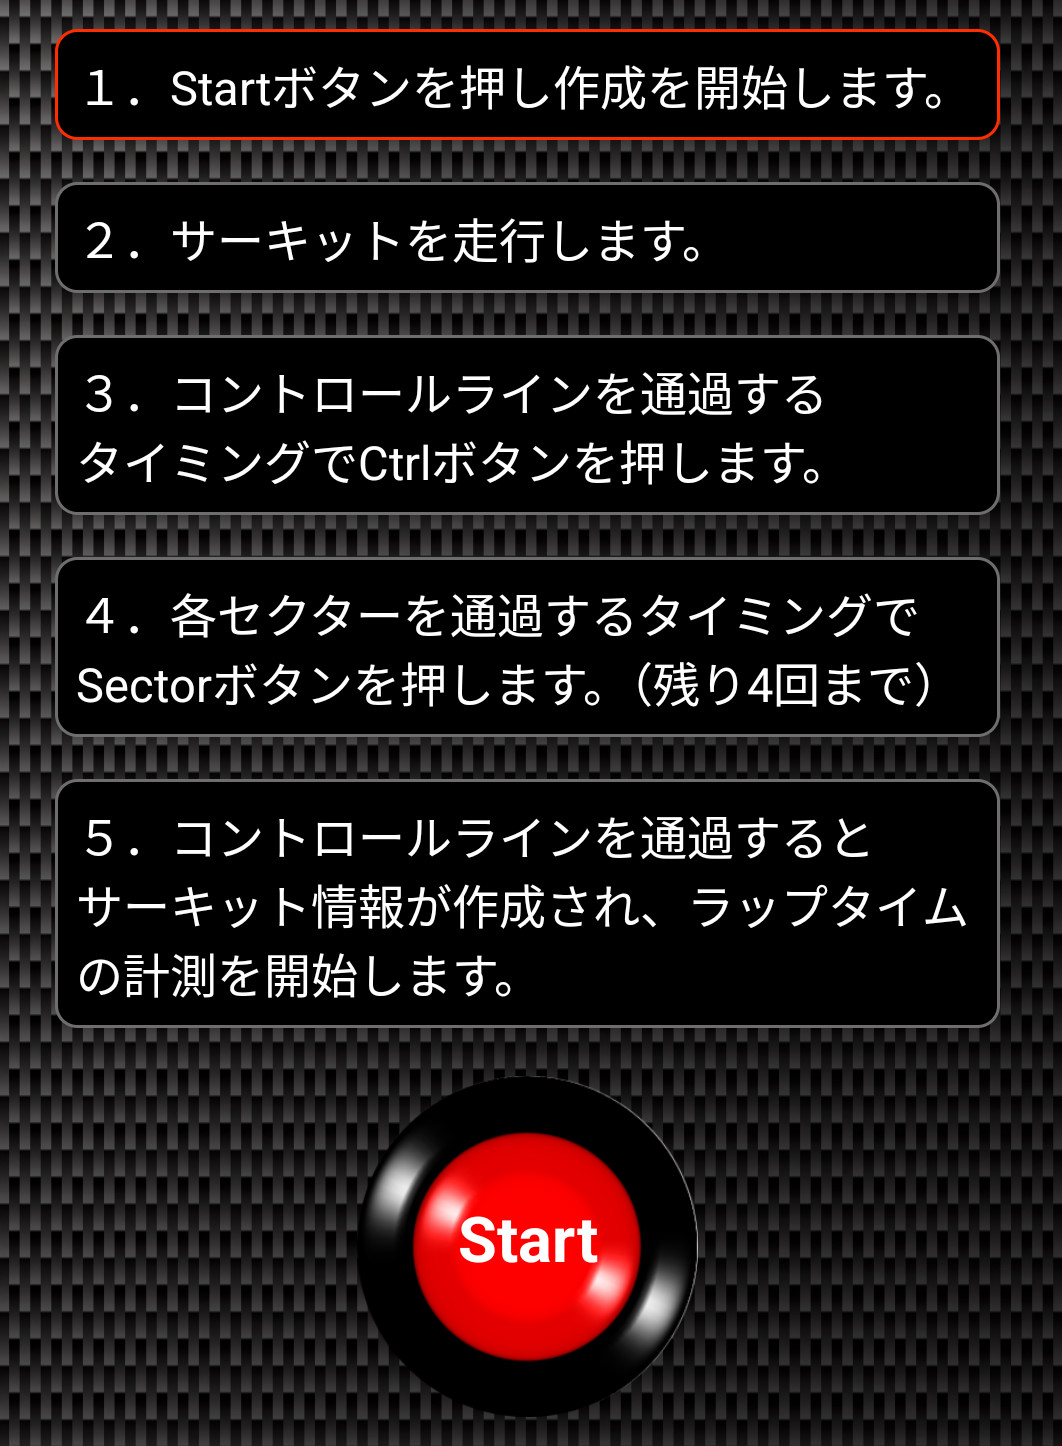 １．Startボタンを押し作成を開始します。
２．サーキットを走行します。
３．コントロールラインを通過する
タイミングでCtrlボタンを押します。
４．各セクターを通過するタイミングで
Sectorボタンを押します。（残り4回まで）
５．コントロールラインを通過すると
サーキット情報が作成され、ラップタイム
の計測を開始します。
Start